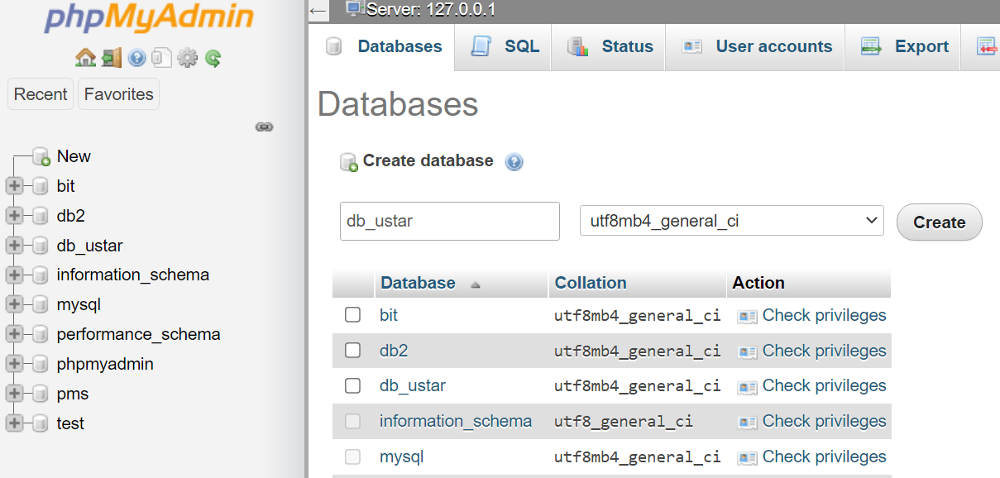 phpMyAdmin
Recent Favorites
New
bit
db2
db_ustar
information_schema
mysql
performance_schema
phpmyadmin
pms
test
Server: 127.0.0.1
Databases SQL Status User accounts Export
Databases
Create database
db_ustar utf8mb4_general_ci Create
Database Collation Action
bit utf8mb4_general_ci Check privileges
db2 utf8mb4_general_ci Check privileges
db_ustar utf8mb4_general_ci Check privileges
information_schema utf8_general_ci Check privileges
mysql utf8mb4_general_ci Check privileges